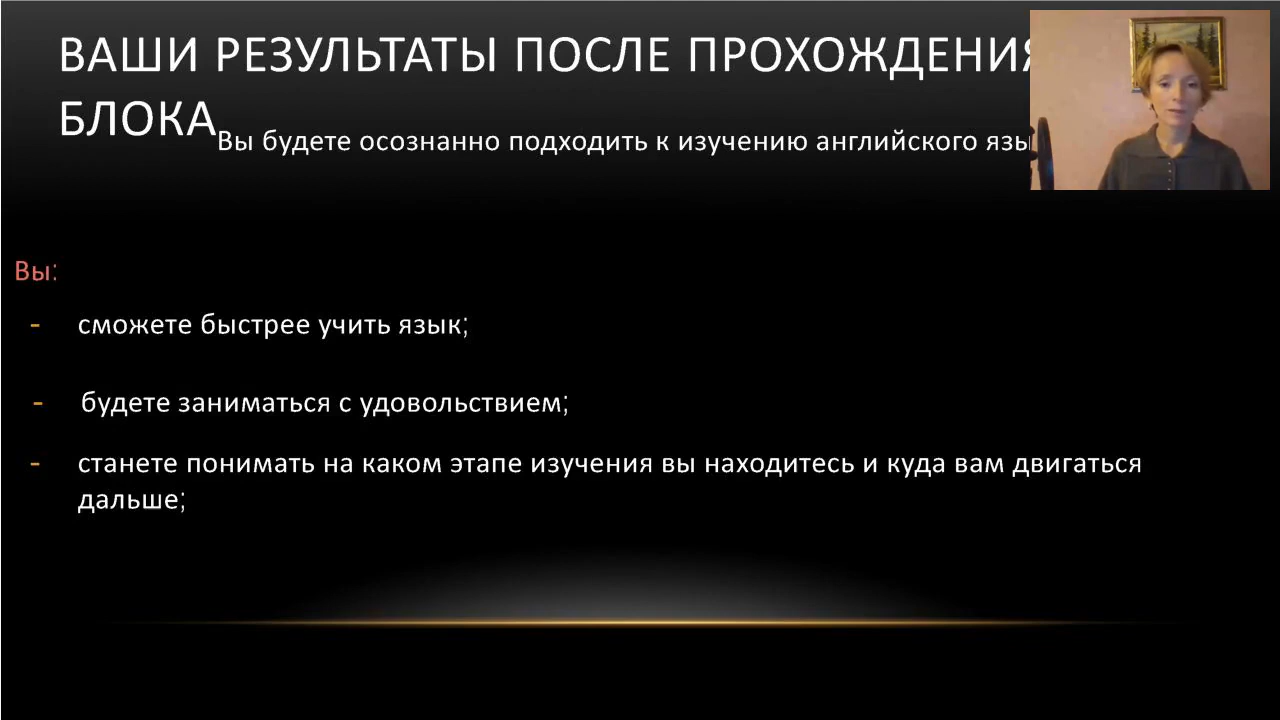 ВАШИ РЕЗУЛЬТАТЫ ПОСЛЕ ПРОХОЖДЕНИЯ
БЛОКА
Вы будете осознанно подходить к изучению английского
Вы:
- сможете быстрее учить язык;
- будете заниматься с удовольствием;
- станете понимать на каком этапе изучения вы находитесь и куда вам двигаться
дальше;